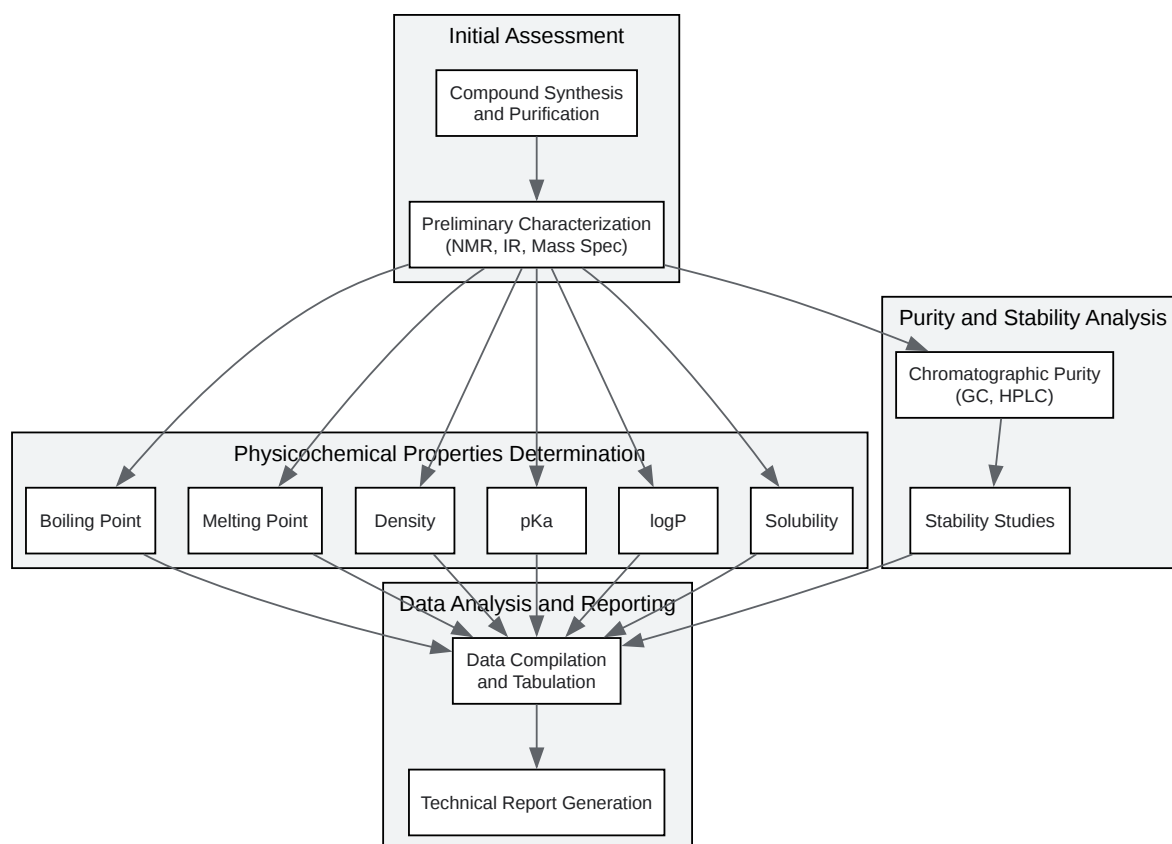 Initial Assessment
Compound Synthesis
and Purification
Preliminary Characterization
(NMR, IR, Mass Spec)
Purity and Stability Analysis
Chromatographic Purity
(GC, HPLC)
Physicochemical Properties Determination
Boiling Point
Melting Point
Density
pKa
logP
Solubility
Stability Studies
Data Analysis and Reporting
Data Compilation
and Tabulation
Technical Report Generation